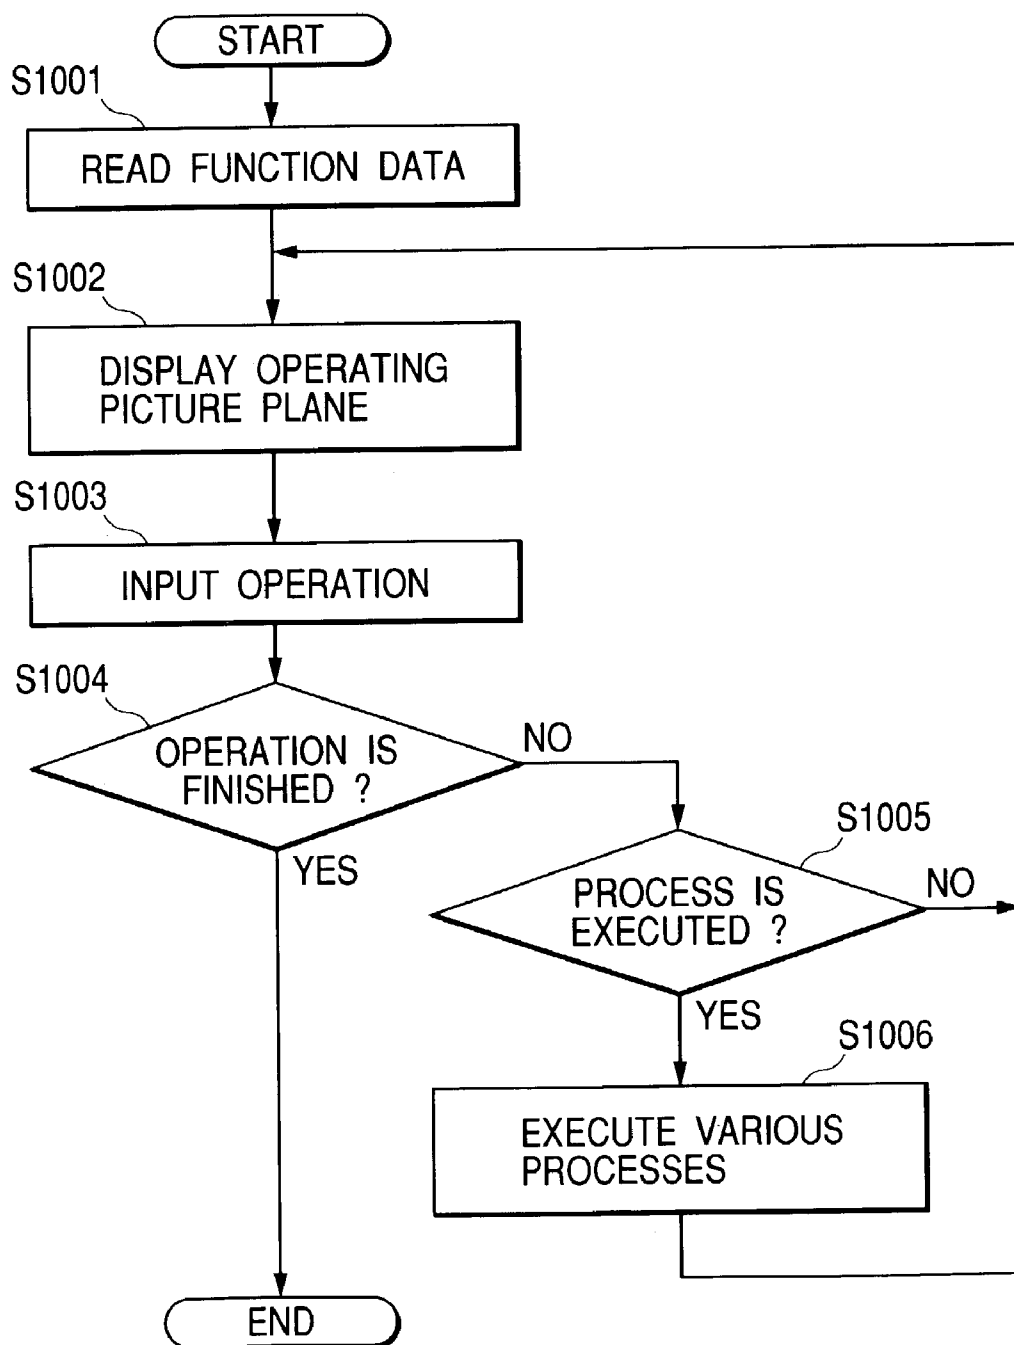 START
S1001
READ FUNCTION DATA
S1002
DISPLAY OPERATING
PICTURE PLANE
S1003
INPUT OPERATION
S1004
OPERATION IS
FINISHED ?
NO
YES
S1005
PROCESS IS
EXECUTED ?
NO
YES
S1006
EXECUTE VARIOUS
PROCESSES
END